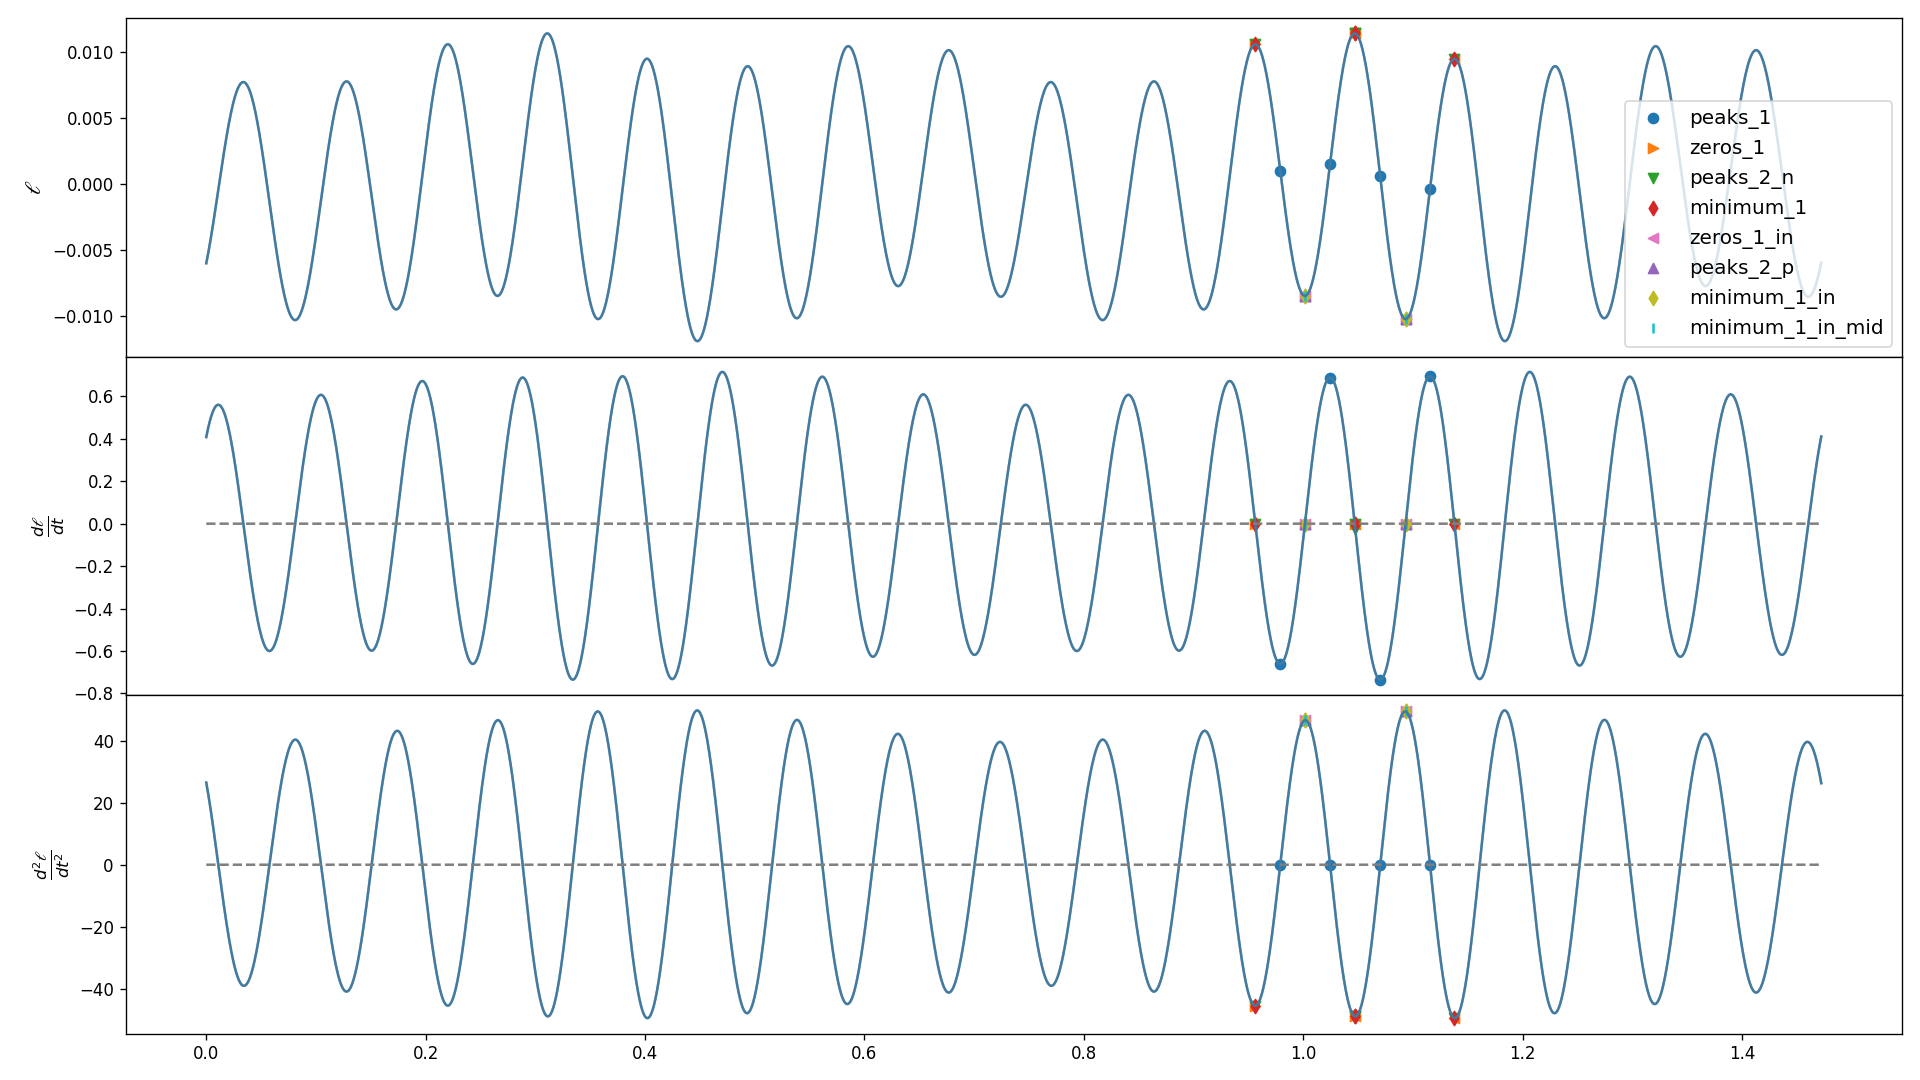 0.010
0.005
0.000
−0.005
−0.010
ℓ
peaks_1
zeros_1
peaks_2_n
minimum_1
zeros_1_in
peaks_2_p
minimum_1_in
minimum_1_in_mid
0.6
0.4
0.2
0.0
−0.2
−0.4
−0.6
−0.8
dℓ
dt
40
20
0
−20
−40
d²ℓ
dt²
0.0 0.2 0.4 0.6 0.8 1.0 1.2 1.4